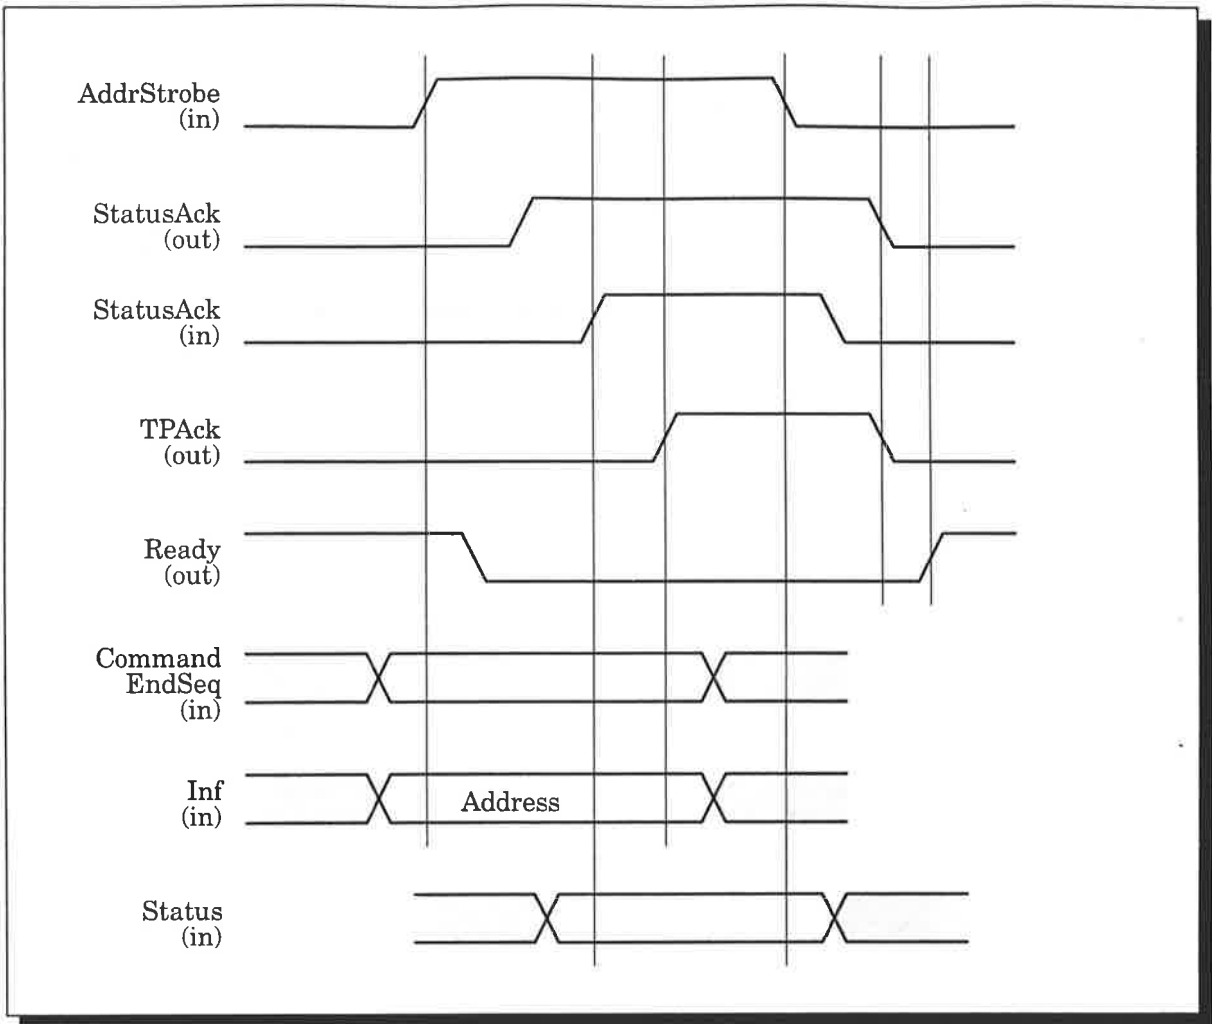 AddrStrobe
(in)
StatusAck
(out)
StatusAck
(in)
TPAck
(out)
Ready
(out)
Command
EndSeq
(in)
Inf
(in)
Address
Status
(in)